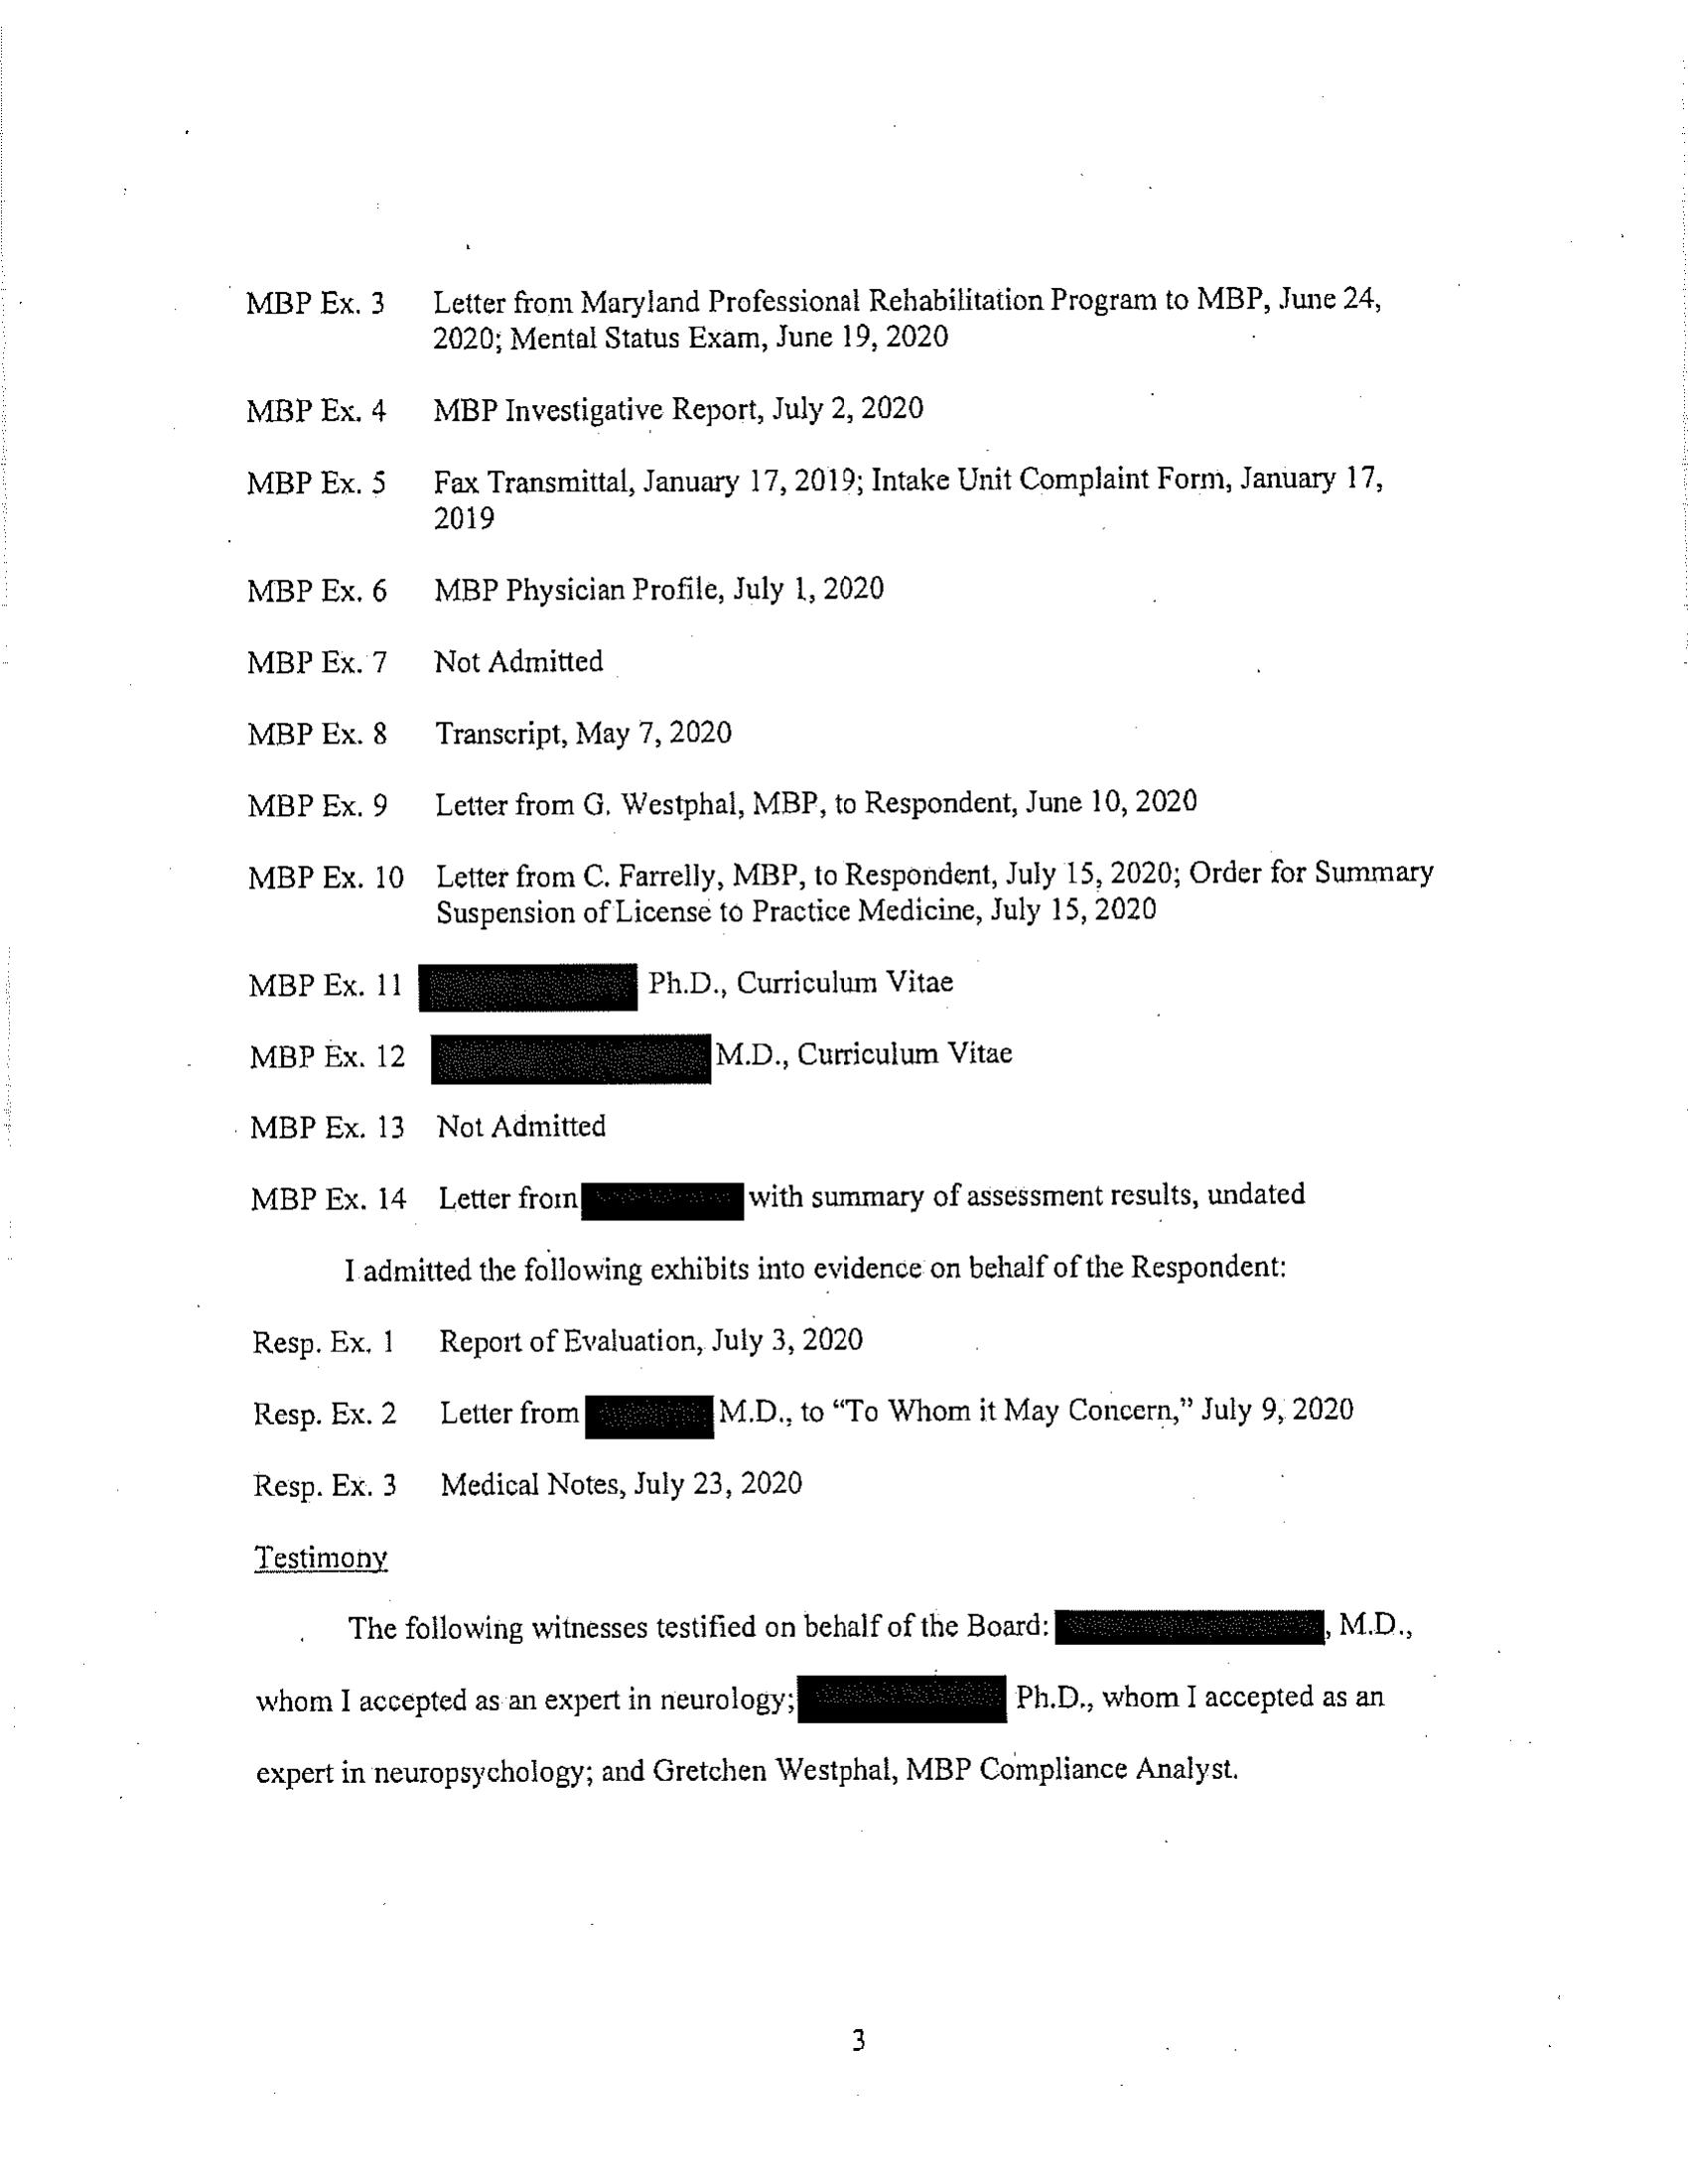 MBP Ex. 3 Letter from Maryland Professional Rehabilitation Program to MBP, June 24,
2020; Mental Status Exam, June 19, 2020
MBP Ex. 4 MBP Investigative Report, July 2, 2020
MBP Ex. 5 Fax Transmittal, January 17, 2019; Intake Unit Complaint Form, January 17,
2019
MBP Ex. 6 MBP Physician Profile, July 1, 2020
MBP Ex. 7 Not Admitted
MBP Ex. 8 Transcript, May 7, 2020
MBP Ex. 9 Letter from G. Westphal, MBP, to Respondent, June 10, 2020
MBP Ex. 10 Letter from C. Farrelly, MBP, to Respondent, July 15, 2020; Order for Summary
Suspension of License to Practice Medicine, July 15, 2020
MBP Ex. 11 Ph.D., Curriculum Vitae
MBP Ex. 12 M.D., Curriculum Vitae
MBP Ex. 13 Not Admitted
MBP Ex. 14 Letter from with summary of assessment results, undated
I admitted the following exhibits into evidence on behalf of the Respondent:
Resp. Ex. 1 Report of Evaluation, July 3, 2020
Resp. Ex. 2 Letter from M.D., to “To Whom it May Concern,” July 9, 2020
Resp. Ex. 3 Medical Notes, July 23, 2020
Testimony
The following witnesses testified on behalf of the Board: , M.D.,
whom I accepted as an expert in neurology; Ph.D., whom I accepted as an
expert in neuropsychology; and Gretchen Westphal, MBP Compliance Analyst.
3